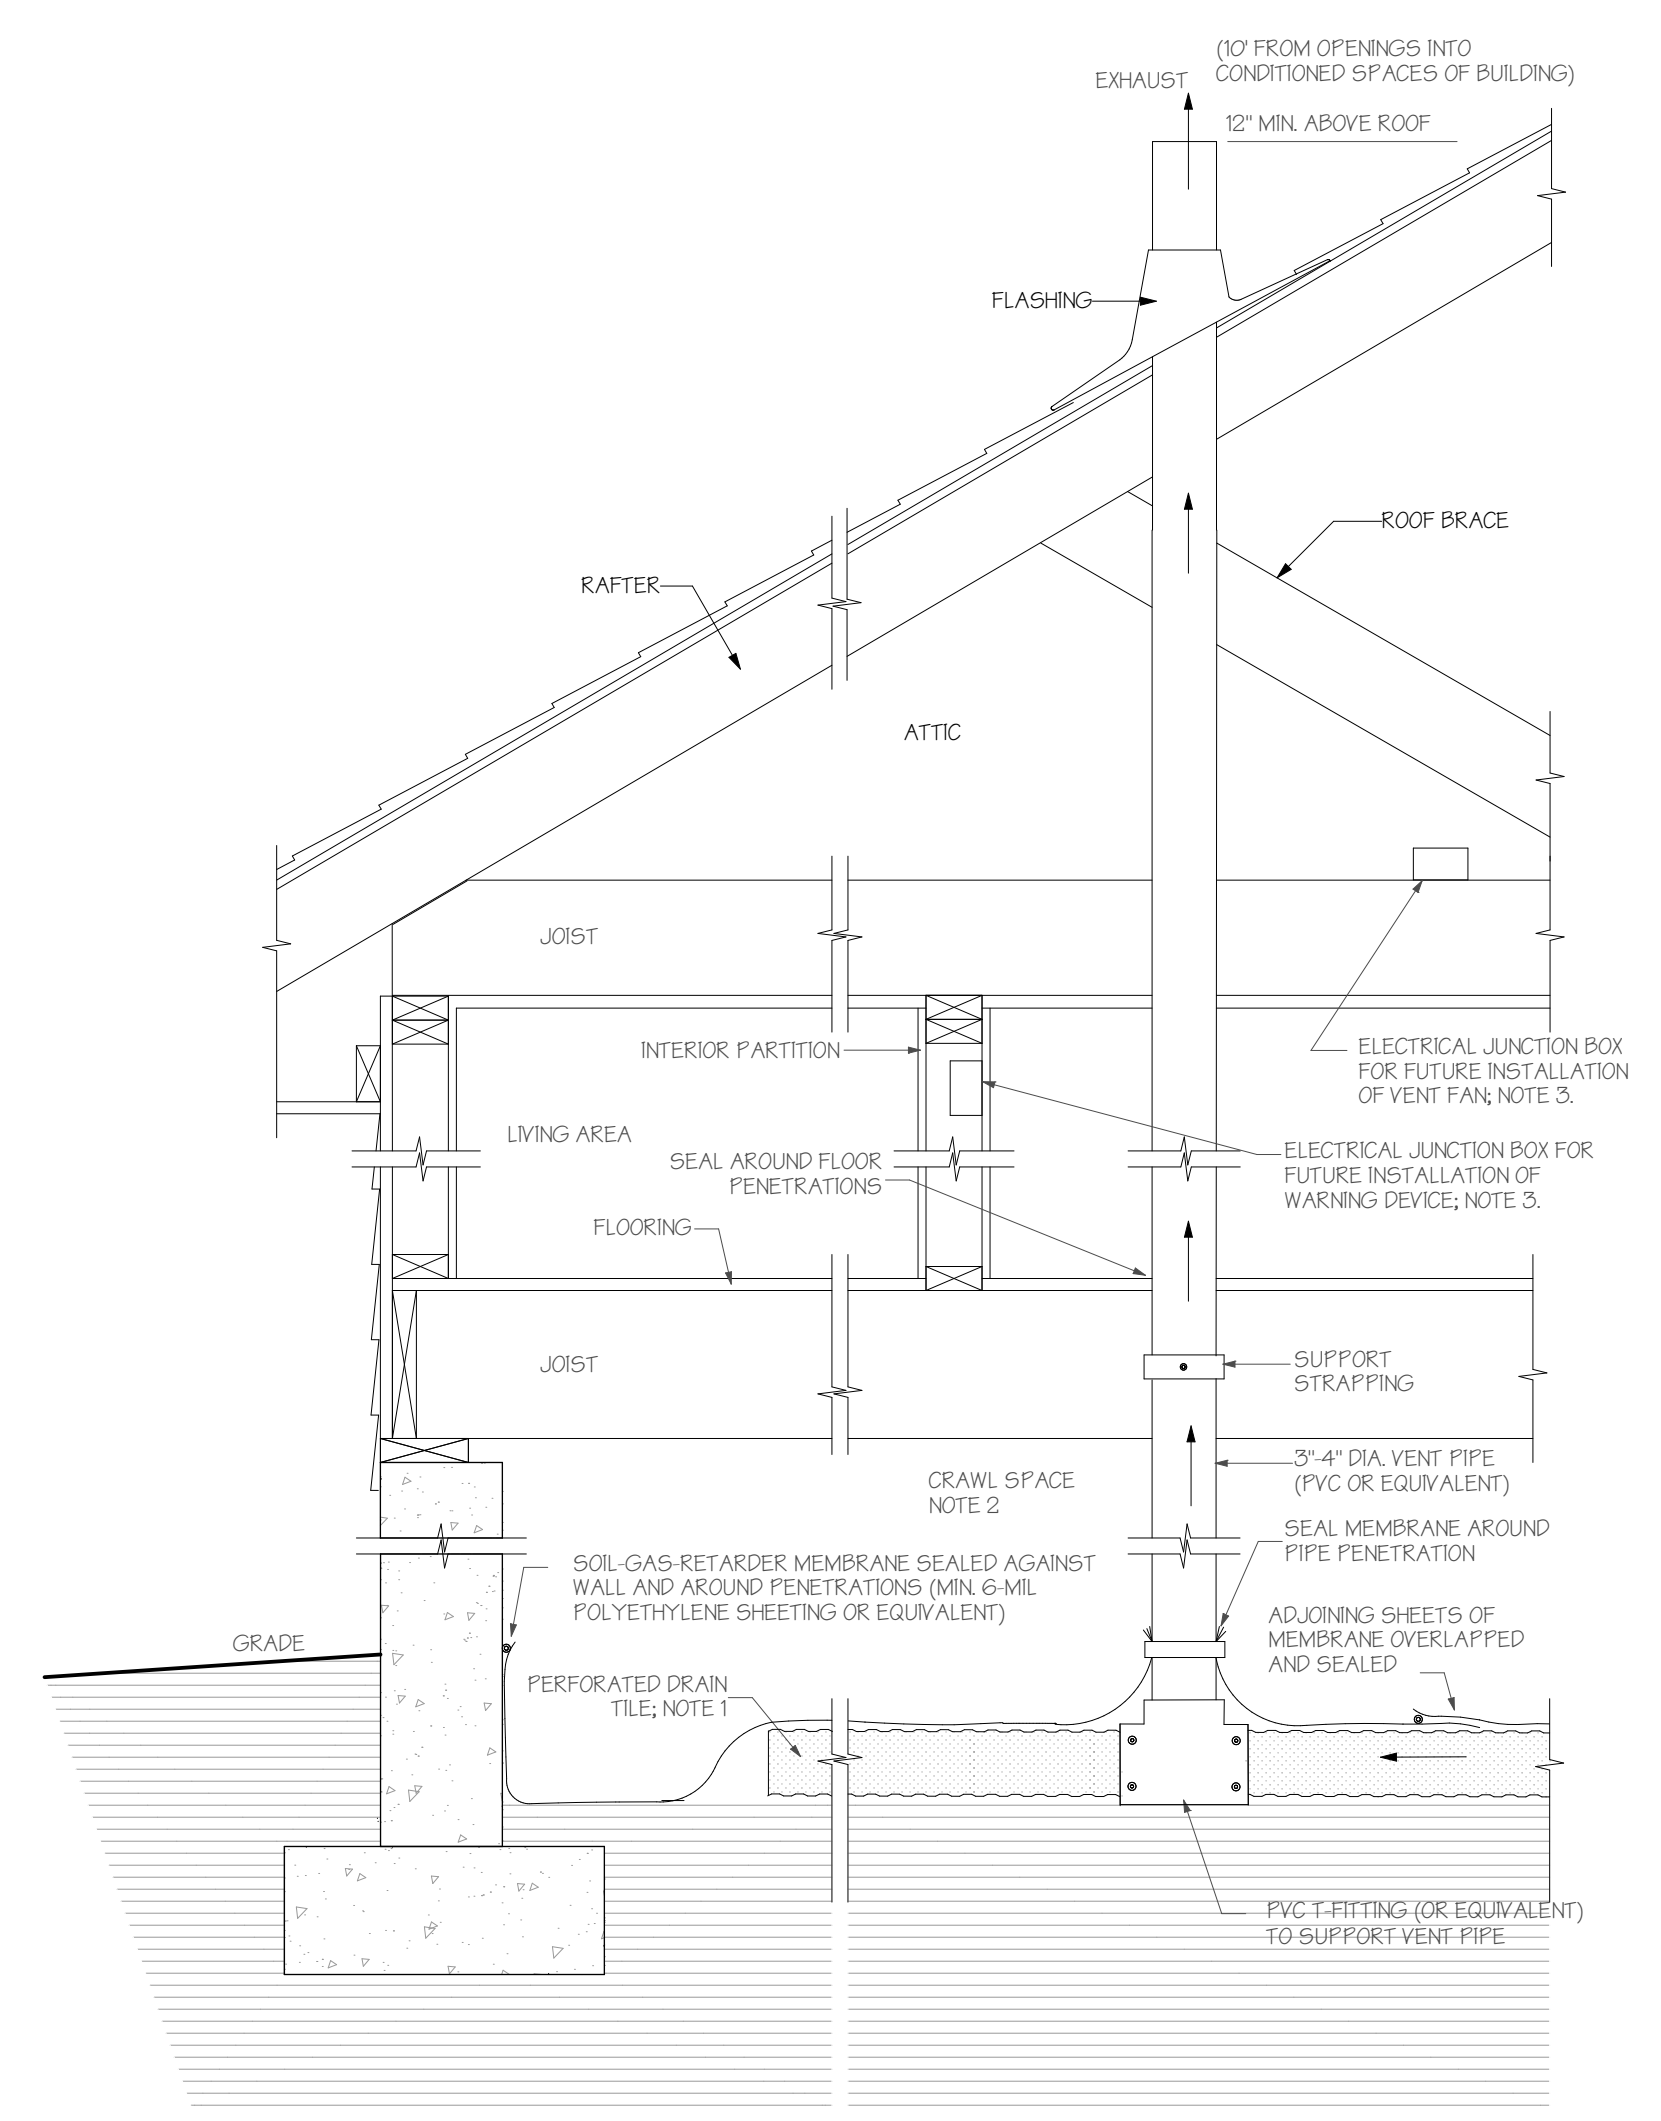 (10' FROM OPENINGS INTO
CONDITIONED SPACES OF BUILDING)
EXHAUST
12" MIN. ABOVE ROOF
FLASHING
ROOF BRACE
RAFTER
ATTIC
JOIST
INTERIOR PARTITION
ELECTRICAL JUNCTION BOX
FOR FUTURE INSTALLATION
OF VENT FAN; NOTE 3.
LIVING AREA
SEAL AROUND FLOOR
PENETRATIONS
ELECTRICAL JUNCTION BOX FOR
FUTURE INSTALLATION OF
WARNING DEVICE; NOTE 3.
FLOORING
JOIST
SUPPORT
STRAPPING
CRAWL SPACE
NOTE 2
3"-4" DIA. VENT PIPE
(PVC OR EQUIVALENT)
SEAL MEMBRANE AROUND
PIPE PENETRATION
SOIL-GAS-RETARDER MEMBRANE SEALED AGAINST
WALL AND AROUND PENETRATIONS (MIN. 6-MIL
POLYETHYLENE SHEETING OR EQUIVALENT)
ADJOINING SHEETS OF
MEMBRANE OVERLAPPED
AND SEALED
GRADE
PERFORATED DRAIN
TILE; NOTE 1
PVC T-FITTING (OR EQUIVALENT)
TO SUPPORT VENT PIPE